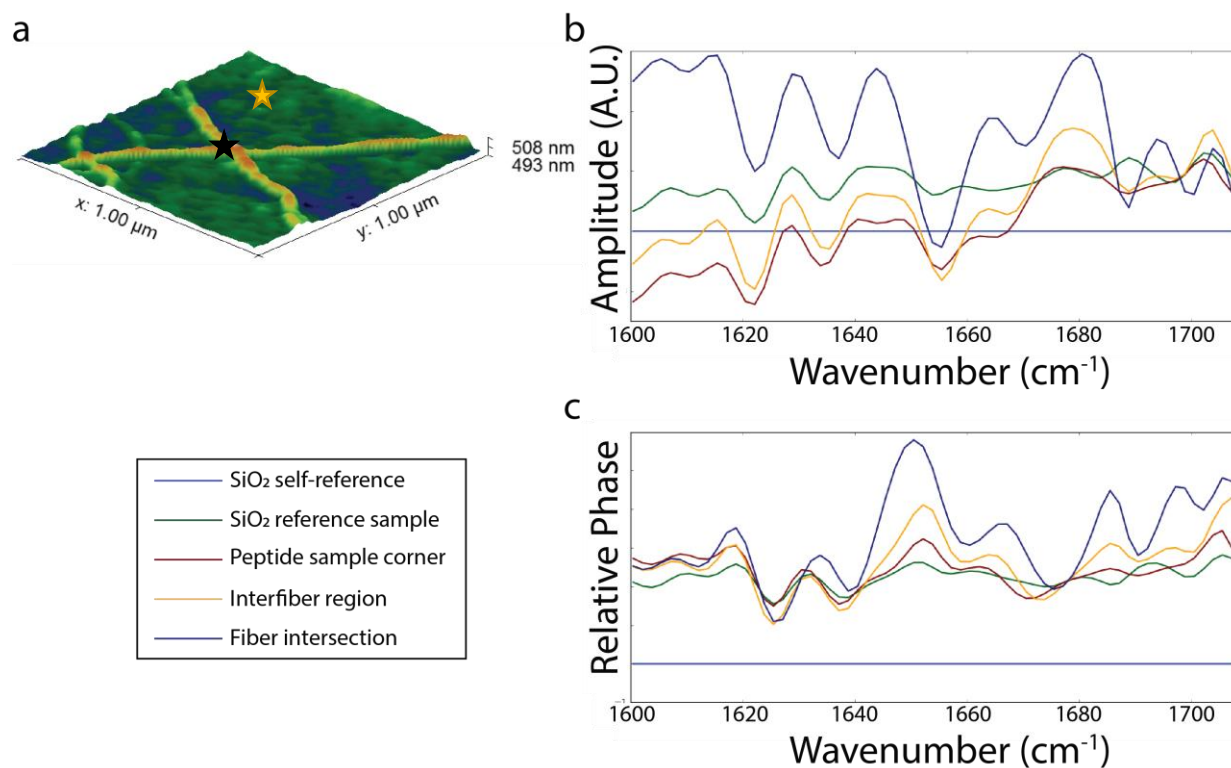 a
508 nm
493 nm
x: 1.00 µm
y: 1.00 µm
SiO₂ self-reference
SiO₂ reference sample
Peptide sample corner
Interfiber region
Fiber intersection
b
Amplitude (A.U.)
1600 1620 1640 1660 1680 1700
Wavenumber (cm⁻¹)
c
Relative Phase
−1
1600 1620 1640 1660 1680 1700
Wavenumber (cm⁻¹)